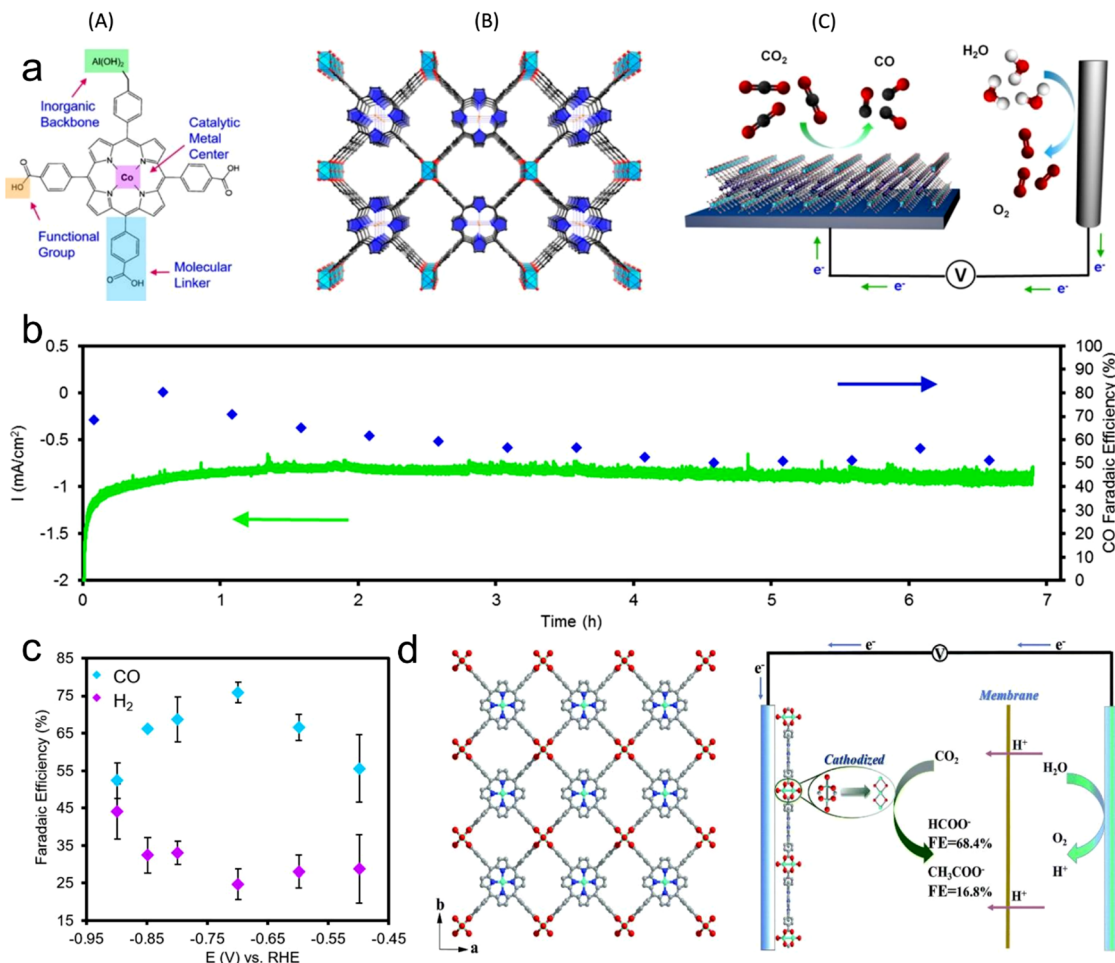 (A)
(B)
(C)
a
Al(OH)2
Inorganic
Backbone
Catalytic
Metal
Center
N
N
Co
N
N
O
HO
OH
O
Functional
Group
O
OH
Molecular
Linker
CO2
CO
H2O
O2
e-
V
e-
e-
e-
b
0.5
0
-0.5
-1
-1.5
-2
I (mA/cm2)
100
90
80
70
60
50
40
30
20
10
0
CO Faradaic Efficiency (%)
0
1
2
3
4
5
6
7
Time (h)
c
CO
H2
85
75
65
55
45
35
25
15
Faradaic Efficiency (%)
-0.95
-0.85
-0.75
-0.65
-0.55
-0.45
E (V) vs. RHE
d
b
a
e-
V
e-
e-
Membrane
Cathodized
CO2
H+
H2O
HCOO-
FE=68.4%
O2
CH3COO-
FE=16.8%
H+
H+